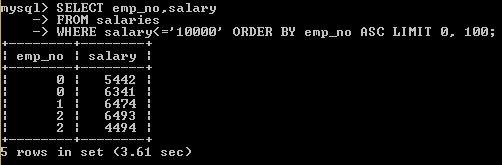 mysql> SELECT emp_no,salary
    -> FROM salaries
    -> WHERE salary<='10000' ORDER BY emp_no ASC LIMIT 0, 100;
+--------+--------+
¦ emp_no ¦ salary ¦
+--------+--------+
¦      0 ¦   5442 ¦
¦      0 ¦   6341 ¦
¦      1 ¦   6474 ¦
¦      2 ¦   6493 ¦
¦      2 ¦   4494 ¦
+--------+--------+
5 rows in set (3.61 sec)